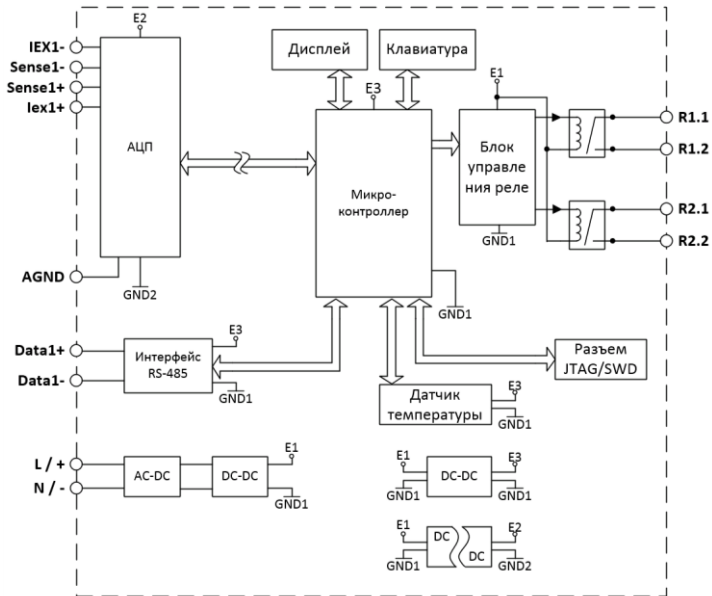 E2
IEX1-
Sense1-
Sense1+
Iex1+
АЦП
AGND
GND2
Дисплей
Клавиатура
E3
Микро-
контроллер
GND1
E1
Блок
управле
ния реле
GND1
R1.1
R1.2
R2.1
R2.2
Data1+
Data1-
Интерфейс
RS-485
E3
GND1
Датчик
температуры
E3
GND1
Разъем
JTAG/SWD
L / +
N / -
AC-DC
DC-DC
E1
GND1
E1
GND1
DC-DC
E3
GND1
E1
GND1
DC
DC
E2
GND2